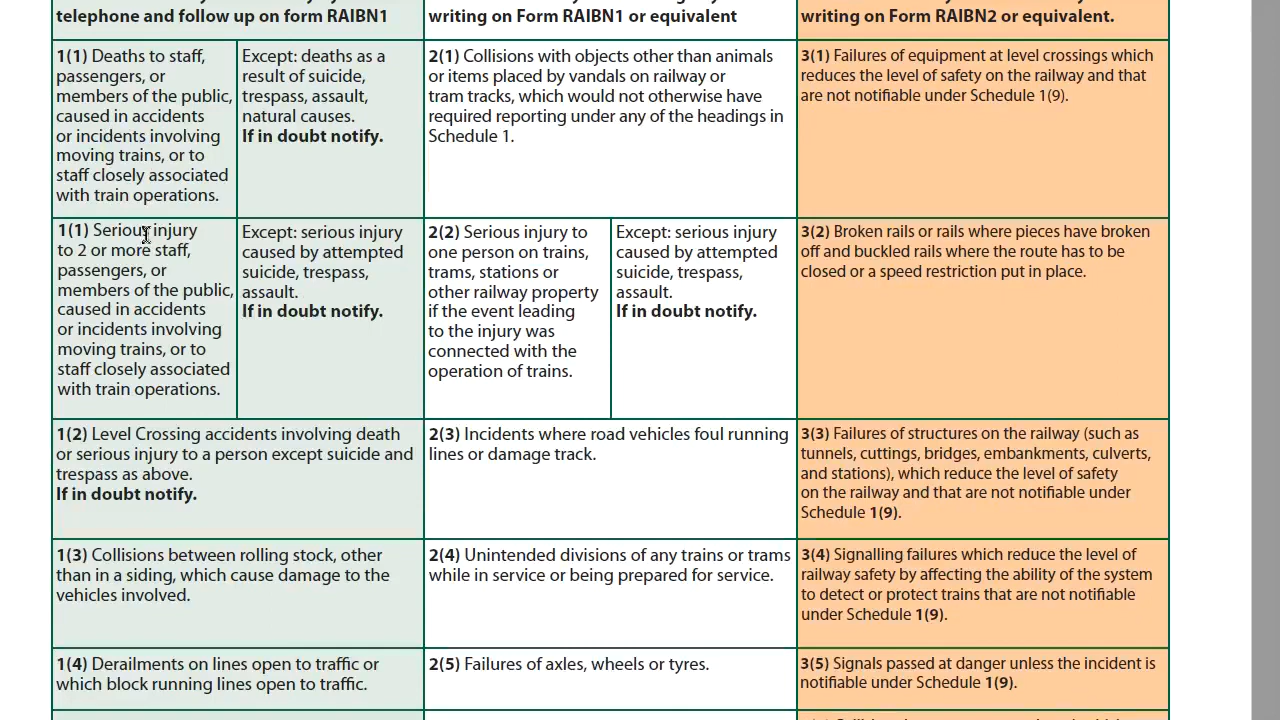 telephone and follow up on form RAIBN1
writing on Form RAIBN1 or equivalent
writing on Form RAIBN2 or equivalent.
1(1) Deaths to staff,
passengers, or
members of the public,
caused in accidents
or incidents involving
moving trains, or to
staff closely associated
with train operations.
Except: deaths as a
result of suicide,
trespass, assault,
natural causes.
If in doubt notify.
2(1) Collisions with objects other than animals
or items placed by vandals on railway or
tram tracks, which would not otherwise have
required reporting under any of the headings in
Schedule 1.
3(1) Failures of equipment at level crossings which
reduces the level of safety on the railway and that
are not notifiable under Schedule 1(9).
1(1) Serious injury
to 2 or more staff,
passengers, or
members of the public,
caused in accidents
or incidents involving
moving trains, or to
staff closely associated
with train operations.
Except: serious injury
caused by attempted
suicide, trespass,
assault.
If in doubt notify.
2(2) Serious injury to
one person on trains,
trams, stations or
other railway property
if the event leading
to the injury was
connected with the
operation of trains.
Except: serious injury
caused by attempted
suicide, trespass,
assault.
If in doubt notify.
3(2) Broken rails or rails where pieces have broken
off and buckled rails where the route has to be
closed or a speed restriction put in place.
1(2) Level Crossing accidents involving death
or serious injury to a person except suicide and
trespass as above.
If in doubt notify.
2(3) Incidents where road vehicles foul running
lines or damage track.
3(3) Failures of structures on the railway (such as
tunnels, cuttings, bridges, embankments, culverts,
and stations), which reduce the level of safety
on the railway and that are not notifiable under
Schedule 1(9).
1(3) Collisions between rolling stock, other
than in a siding, which cause damage to the
vehicles involved.
2(4) Unintended divisions of any trains or trams
while in service or being prepared for service.
3(4) Signalling failures which reduce the level of
railway safety by affecting the ability of the system
to detect or protect trains that are not notifiable
under Schedule 1(9).
1(4) Derailments on lines open to traffic or
which block running lines open to traffic.
2(5) Failures of axles, wheels or tyres.
3(5) Signals passed at danger unless the incident is
notifiable under Schedule 1(9).